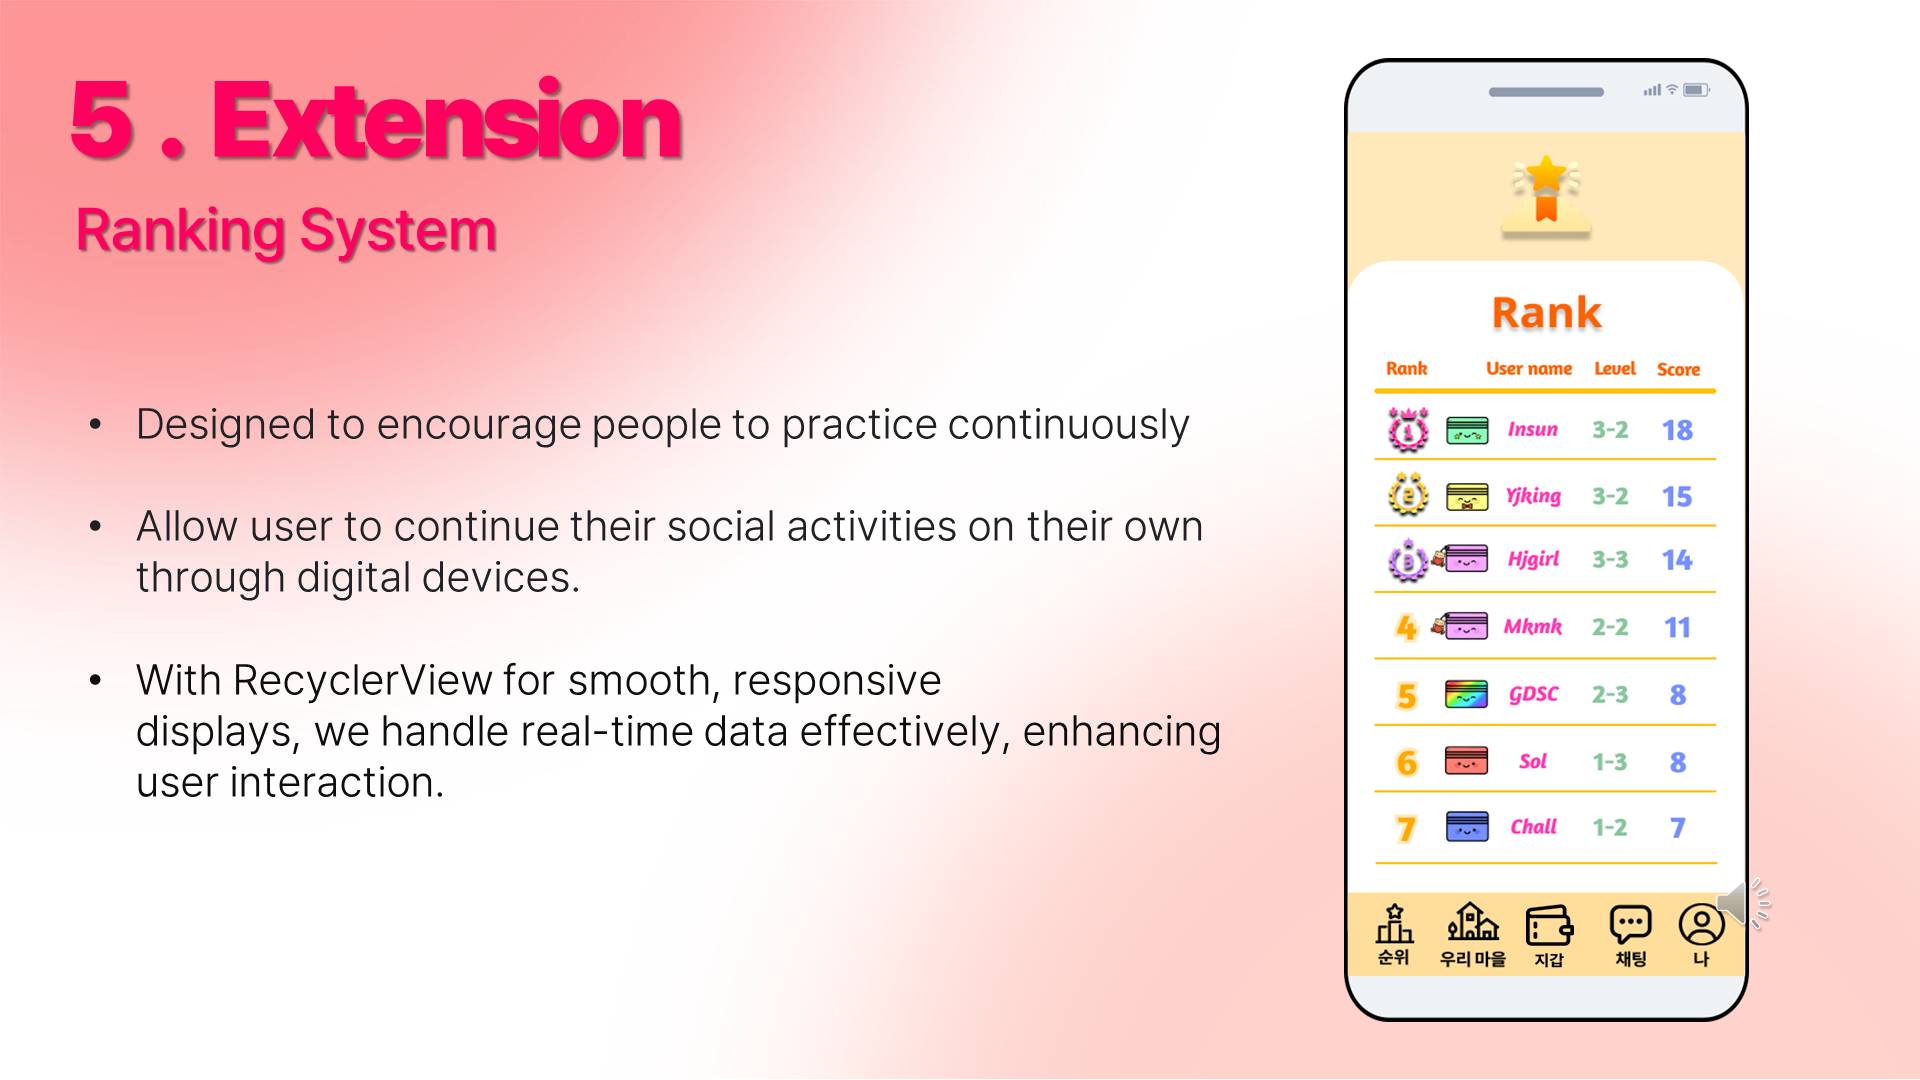 5 . Extension
Ranking System
• Designed to encourage people to practice continuously
• Allow user to continue their social activities on their own
through digital devices.
• With RecyclerView for smooth, responsive
displays, we handle real-time data effectively, enhancing
user interaction.
Rank
Rank User name Level Score
1 Insun 3-2 18
2 Yjking 3-2 15
3 Hjgirl 3-3 14
4 Mkmk 2-2 11
5 GDSC 2-3 8
6 Sol 1-3 8
7 Chall 1-2 7
순위 우리 마을 지갑 채팅 나